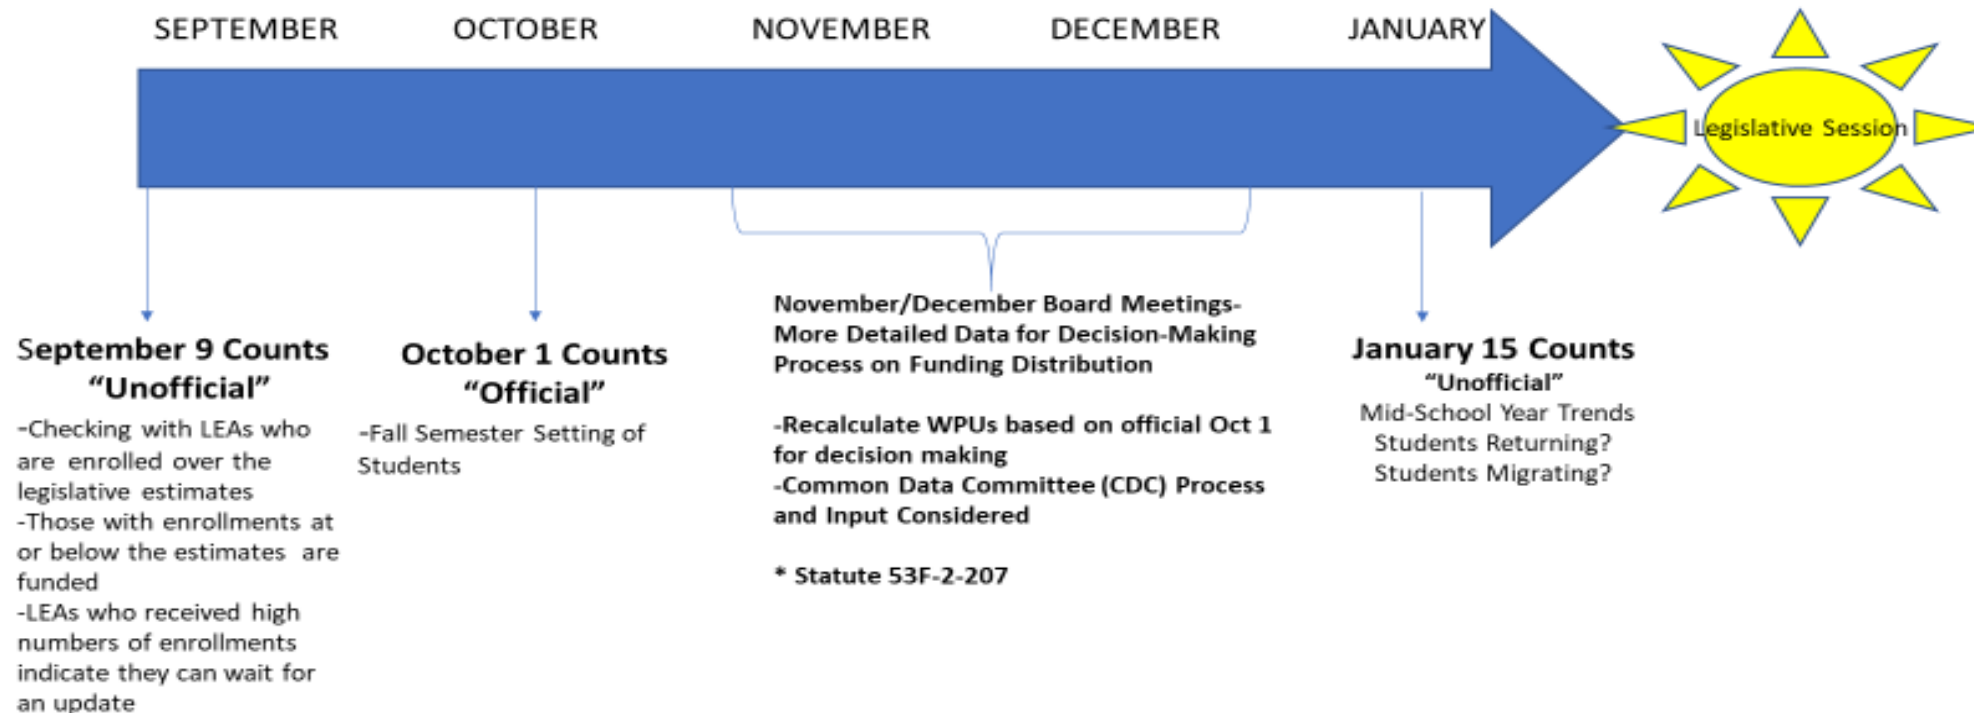 SEPTEMBER
OCTOBER
NOVEMBER
DECEMBER
JANUARY
Legislative Session
September 9 Counts
“Unofficial”
-Checking with LEAs who
are enrolled over the
legislative estimates
-Those with enrollments at
or below the estimates are
funded
-LEAs who received high
numbers of enrollments
indicate they can wait for
an update
October 1 Counts
“Official”
-Fall Semester Setting of
Students
November/December Board Meetings-
More Detailed Data for Decision-Making
Process on Funding Distribution
-Recalculate WPUs based on official Oct 1
for decision making
-Common Data Committee (CDC) Process
and Input Considered
* Statute 53F-2-207
January 15 Counts
“Unofficial”
Mid-School Year Trends
Students Returning?
Students Migrating?